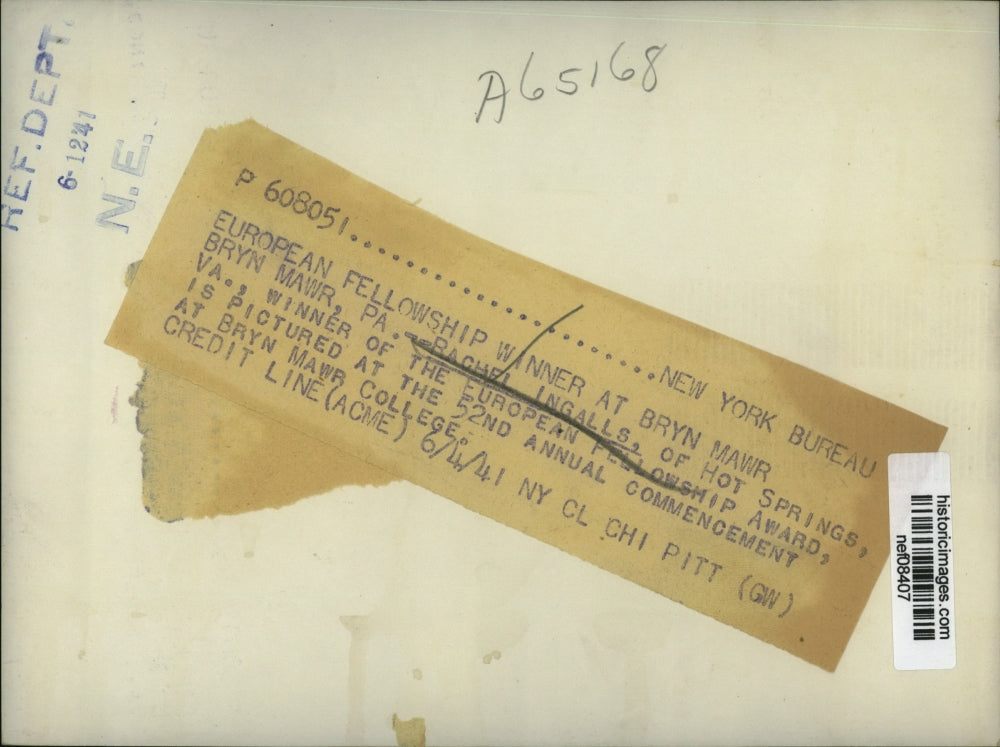 A65168
REF. DEPT.
6-12 41
N.E.
P 608051....................NEW YORK BUREAU
EUROPEAN FELLOWSHIP WINNER AT BRYN MAWR
BRYN MAWR, PA.--RACHEL INGALLS, OF HOT SPRINGS,
VA., WINNER OF THE EUROPEAN FELLOWSHIP AWARD,
IS PICTURED AT THE 52ND ANNUAL COMMENCEMENT
AT BRYN MAWR COLLEGE.
CREDIT LINE(ACME) 6/4/41 NY CL CHI PITT (GW)
historicimages.com
nef08407